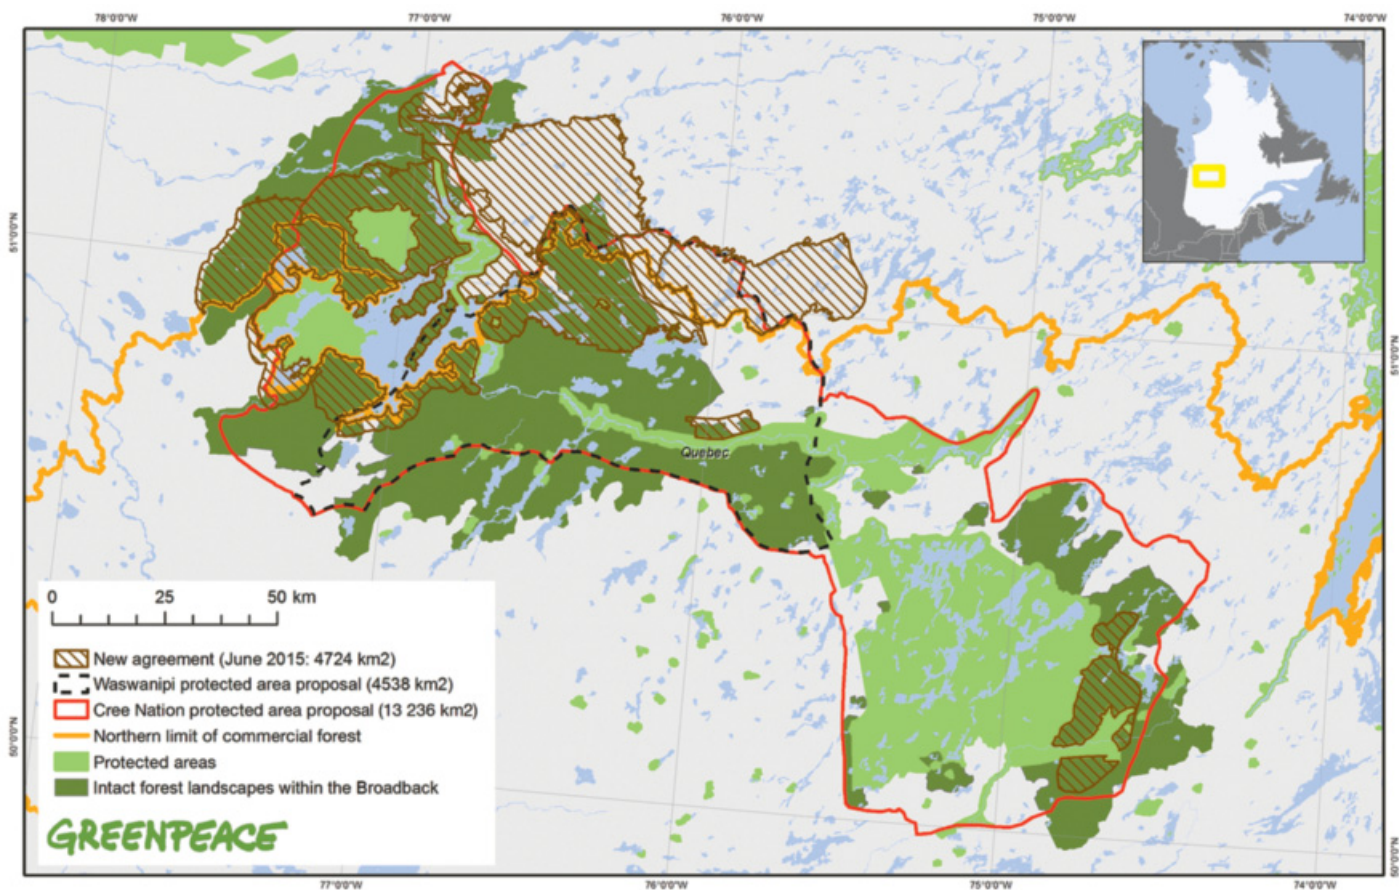 78°0'0"W 77°0'0"W 76°0'0"W 75°0'0"W 74°0'0"W
51°0'0"N
51°0'0"N
Quebec
0 25 50 km
New agreement (June 2015: 4724 km2)
Waswanipi protected area proposal (4538 km2)
Cree Nation protected area proposal (13 236 km2)
Northern limit of commercial forest
Protected areas
Intact forest landscapes within the Broadback
GREENPEACE
50°0'0"N
50°0'0"N
77°0'0"W 76°0'0"W 75°0'0"W 74°0'0"W